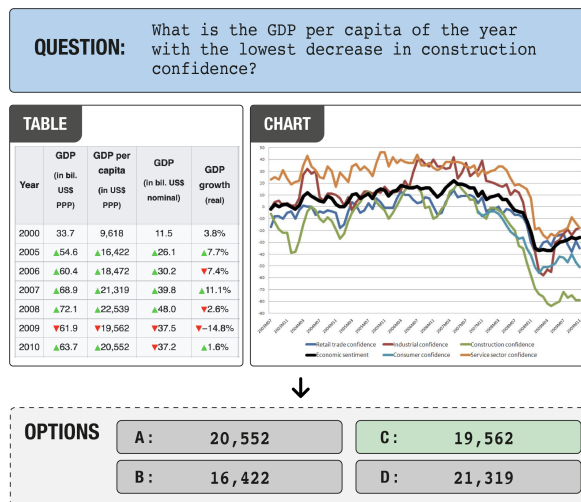 QUESTION:
What is the GDP per capita of the year
with the lowest decrease in construction
confidence?
TABLE
Year GDP (in bil. US$ PPP) GDP per capita (in US$ PPP) GDP (in bil. US$ nominal) GDP growth (real)
2000 33.7 9,618 11.5 3.8%
2005 ▲54.6 ▲16,422 ▲26.1 ▲7.7%
2006 ▲60.4 ▲18,472 ▲30.2 ▼7.4%
2007 ▲68.9 ▲21,319 ▲39.8 ▲11.1%
2008 ▲72.1 ▲22,539 ▲48.0 ▼2.6%
2009 ▼61.9 ▼19,562 ▼37.5 ▼−14.8%
2010 ▲63.7 ▲20,552 ▼37.2 ▲1.6%
CHART
Retail trade confidence Industrial confidence Construction confidence
Economic sentiment Consumer confidence Service sector confidence
OPTIONS
A: 20,552
C: 19,562
B: 16,422
D: 21,319